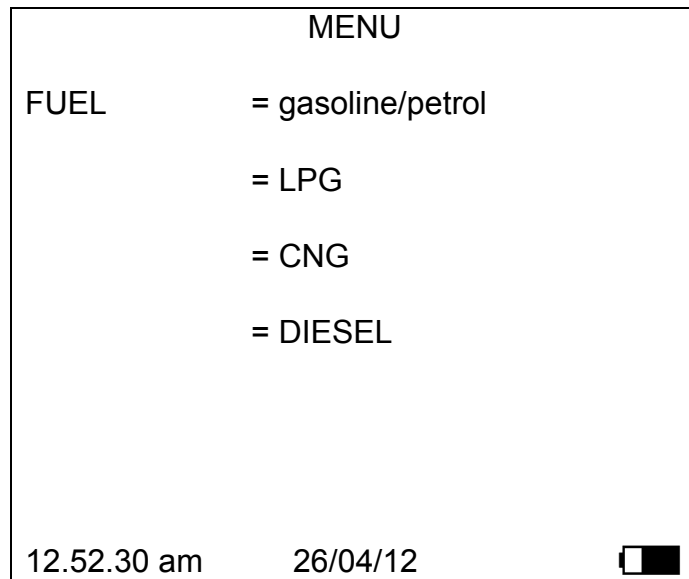 MENU
FUEL = gasoline/petrol
= LPG
= CNG
= DIESEL
12.52.30 am 26/04/12